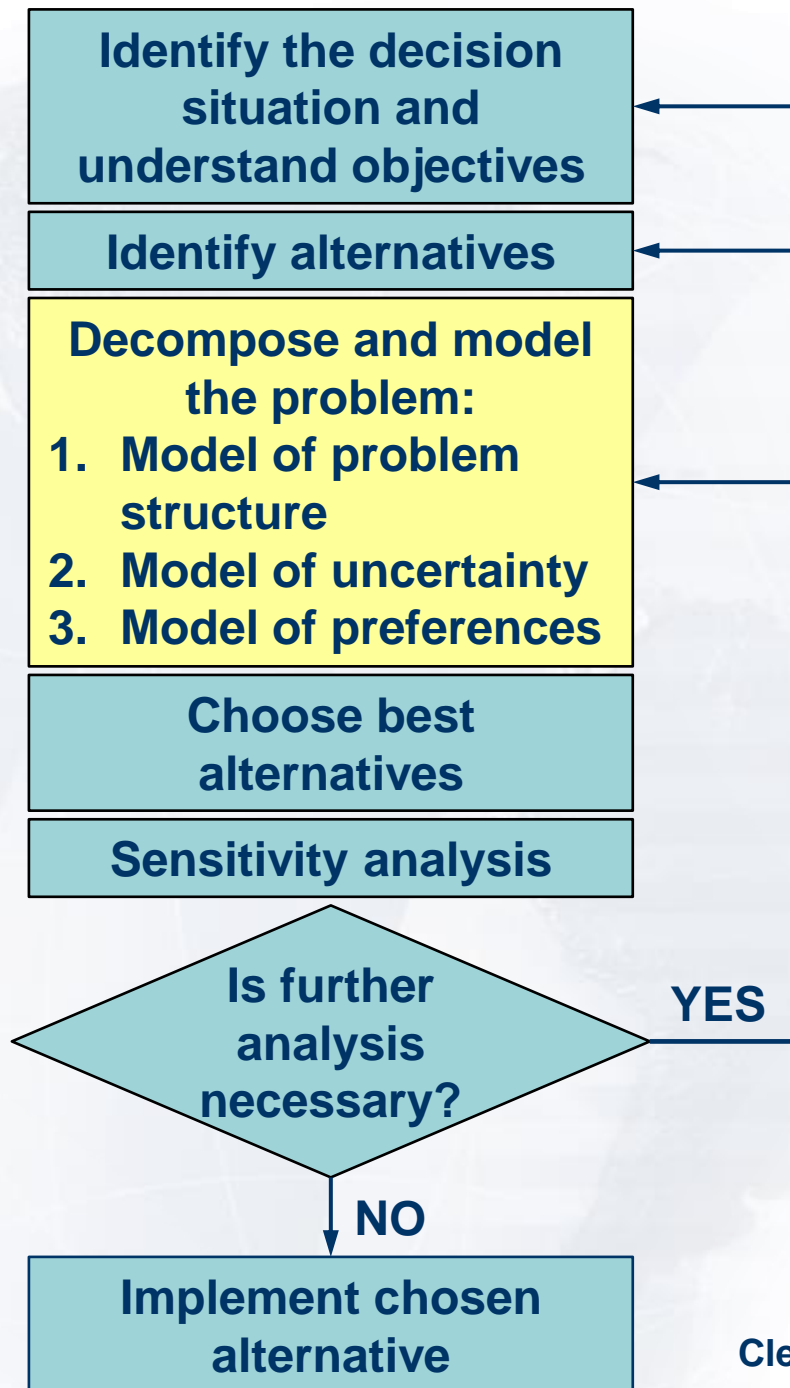 Identify the decision
situation and
understand objectives
Identify alternatives
Decompose and model
the problem:
1. Model of problem
structure
2. Model of uncertainty
3. Model of preferences
Choose best
alternatives
Sensitivity analysis
Is further
analysis
necessary?
YES
NO
Implement chosen
alternative
Cle